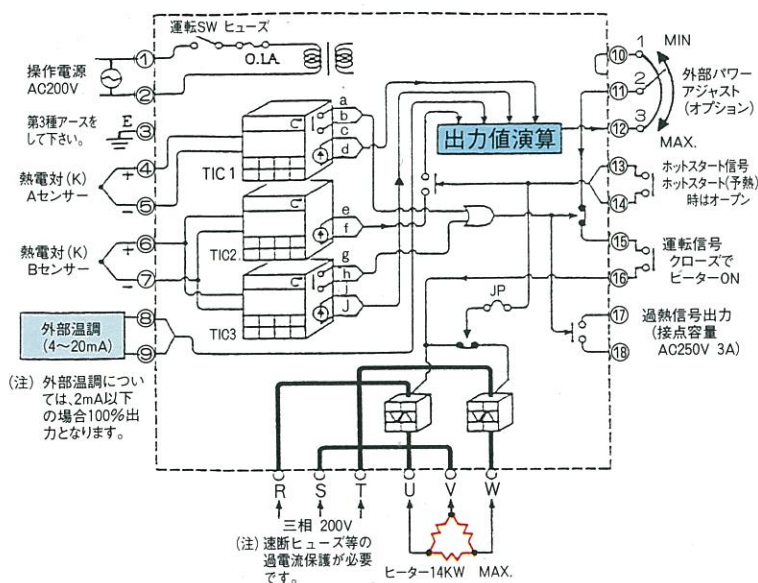 運転SW ヒューズ
0.1A
操作電源
AC200V
①
②
第3種アースを
して下さい。
E
③
熱電対(K)
Aセンサー
+
④
-
⑤
熱電対(K)
Bセンサー
+
⑥
-
⑦
外部温調
(4～20mA)
⑧
⑨
(注) 外部温調につい
ては、2mA以下
の場合100%出
力となります。
TIC 1
a
b
c
d
TIC2
e
f
TIC3
g
h
i
J
出力値演算
JP
⑩
1
MIN
⑪
2
⑫
3
MAX.
外部パワー
アジャスト
(オプション)
⑬
⑭
ホットスタート信号
ホットスタート(予熱)
時はオープン
⑮
⑯
運転信号
クローズで
ヒーターON
⑰
⑱
過熱信号出力
(接点容量
AC250V 3A)
R S T U V W
三相 200V
(注) 速断ヒューズ等の
過電流保護が必要
です。
ヒーター14KW MAX.